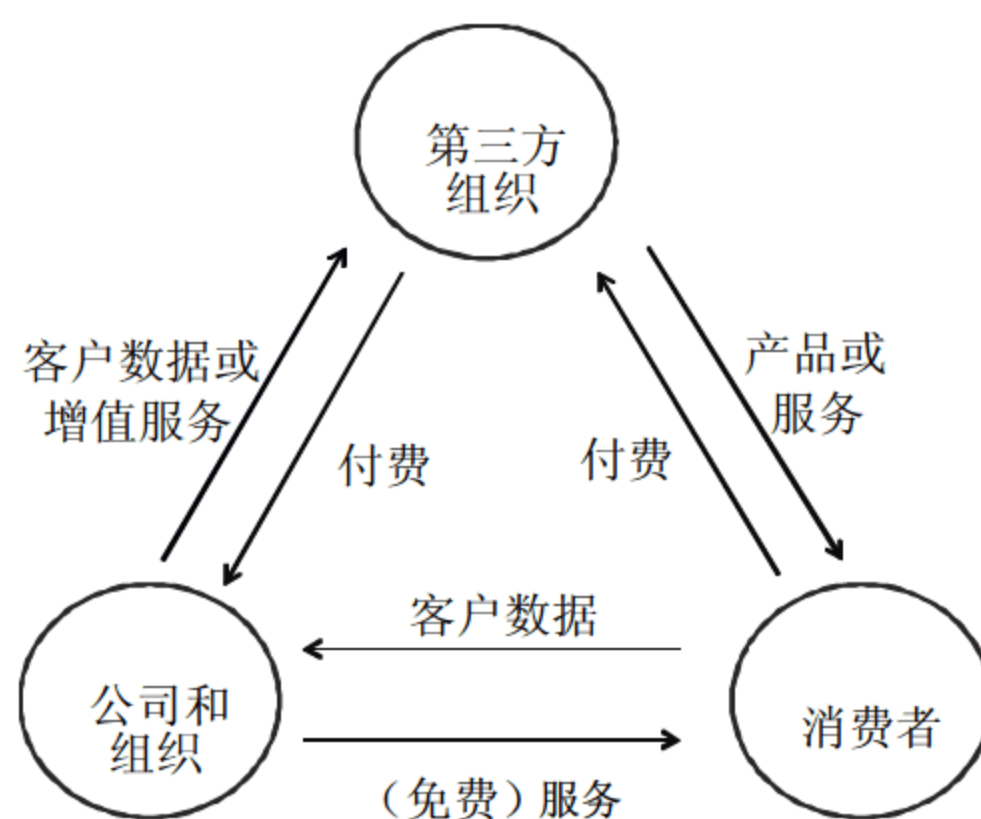 第三方
组织
客户数据或
增值服务
产品或
服务
付费
付费
客户数据
公司和
组织
消费者
（免费）服务